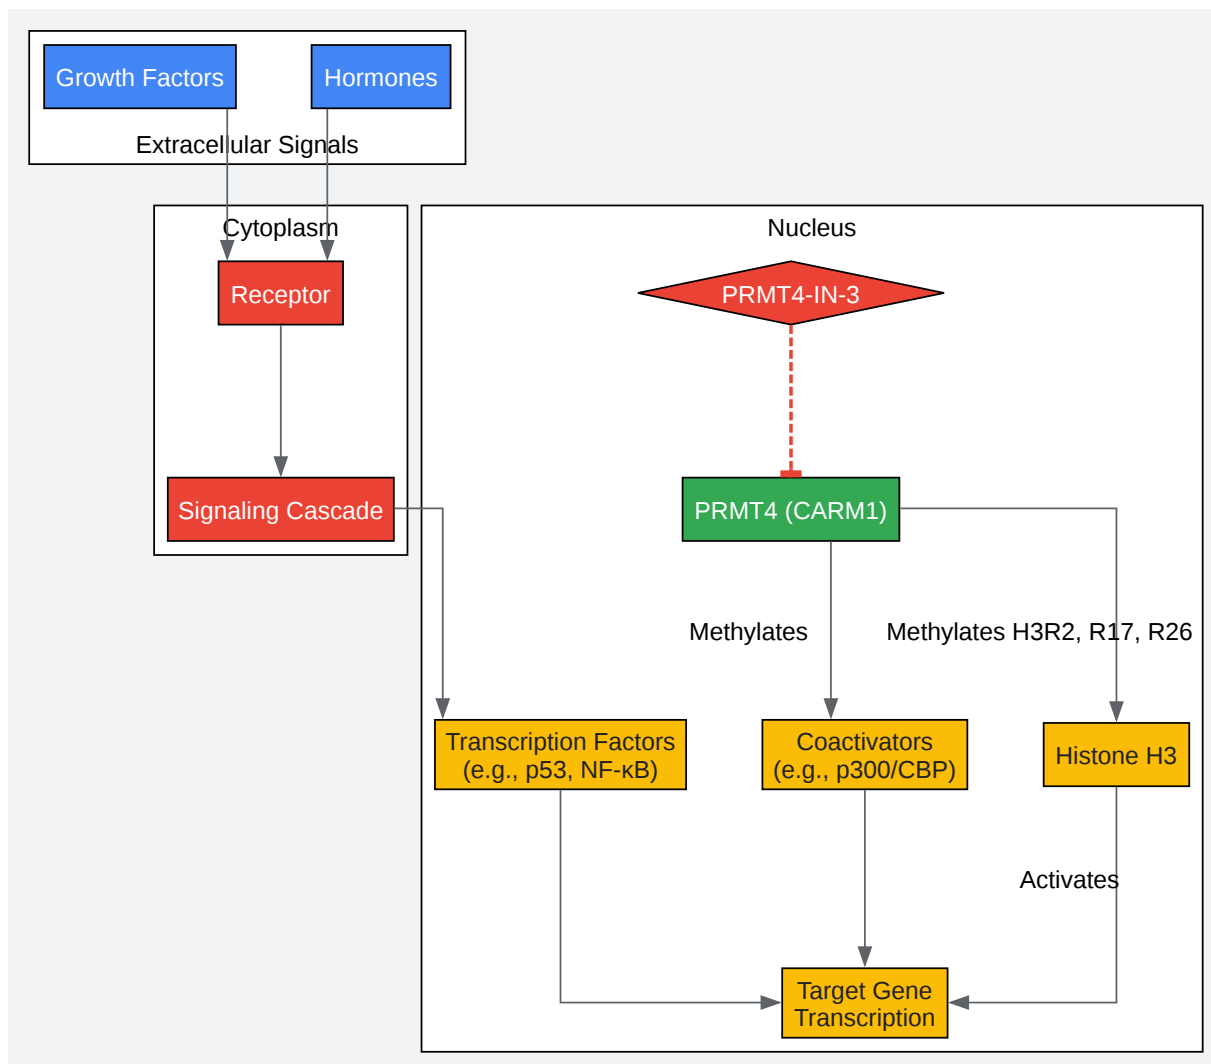 Growth Factors
Hormones
Extracellular Signals
Cytoplasm
Nucleus
Receptor
PRMT4-IN-3
Signaling Cascade
PRMT4 (CARM1)
Methylates
Methylates H3R2, R17, R26
Transcription Factors
(e.g., p53, NF-κB)
Coactivators
(e.g., p300/CBP)
Histone H3
Activates
Target Gene
Transcription